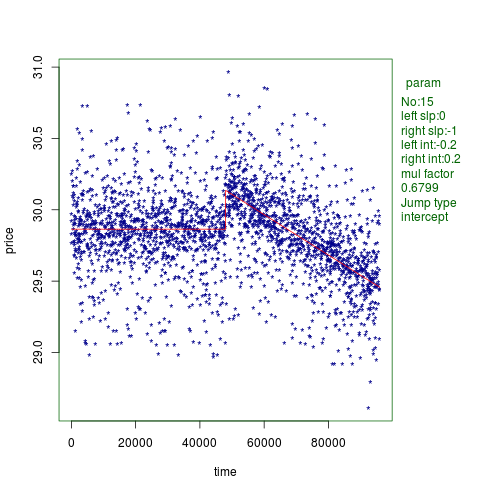 param
No:15
left slp:0
right slp:-1
left int:-0.2
right int:0.2
mul factor
0.6799
Jump type
intercept
price
31.0
30.5
30.0
29.5
29.0
0 20000 40000 60000 80000
time